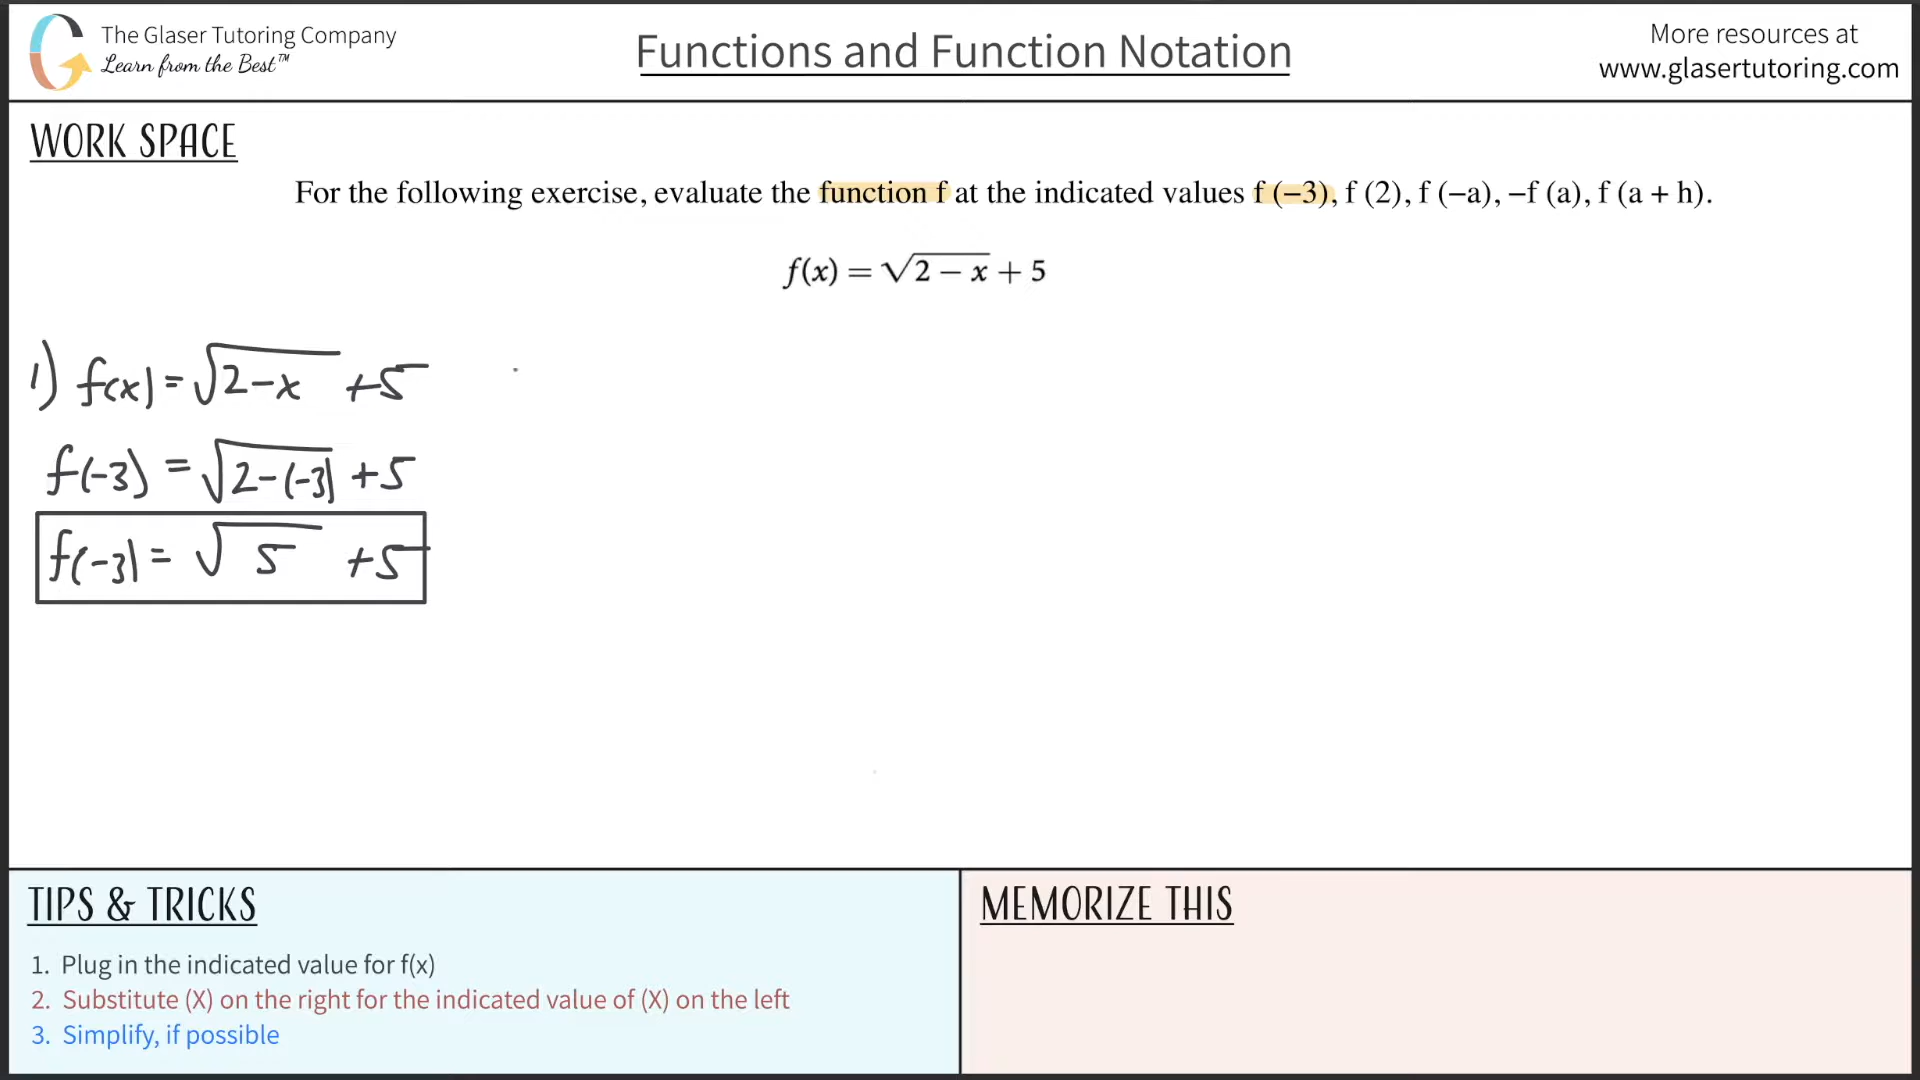 The Glaser Tutoring Company
Learn from the Best™
Functions and Function Notation
More resources at
www.glasertutoring.com
WORK SPACE
For the following exercise, evaluate the function f at the indicated values f (−3), f (2), f (−a), −f (a), f (a + h).
f(x) = √2 − x + 5
1) f(x) = √2-x +5
f(-3) = √2-(-3) +5
f(-3) = √5 +5
TIPS & TRICKS
1. Plug in the indicated value for f(x)
2. Substitute (X) on the right for the indicated value of (X) on the left
3. Simplify, if possible
MEMORIZE THIS